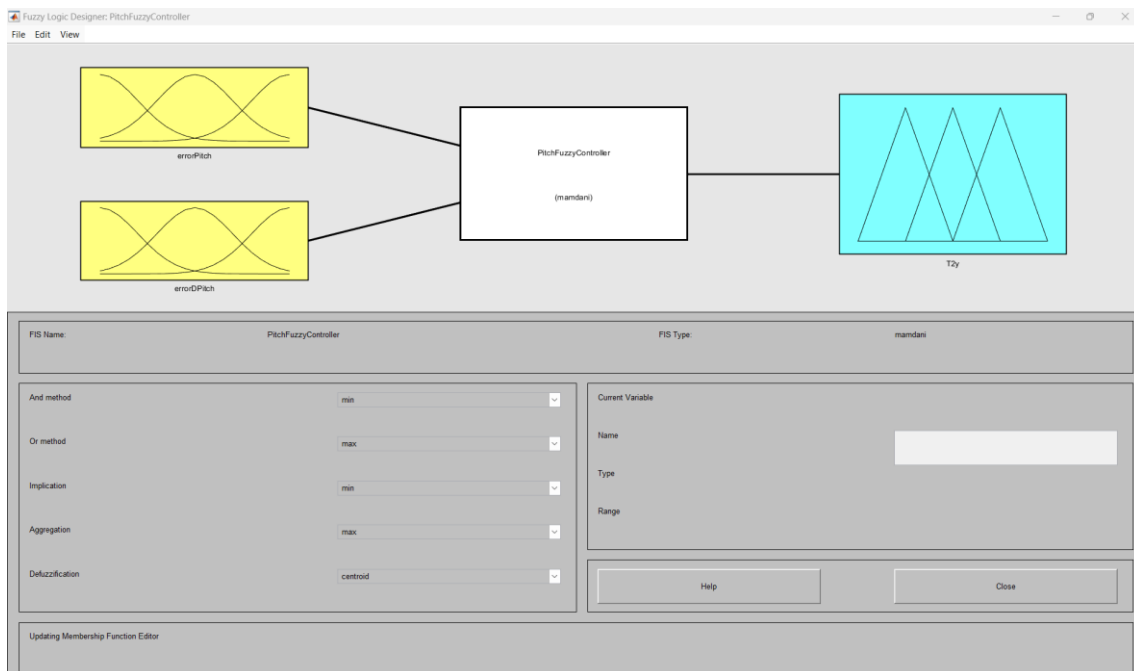 Fuzzy Logic Designer: PitchFuzzyController
File Edit View
errorPitch
errorDPitch
PitchFuzzyController
(mamdani)
T2y
FIS Name: PitchFuzzyController FIS Type: mamdani
And method min
Or method max
Implication min
Aggregation max
Defuzzification centroid
Current Variable
Name
Type
Range
Help Close
Updating Membership Function Editor